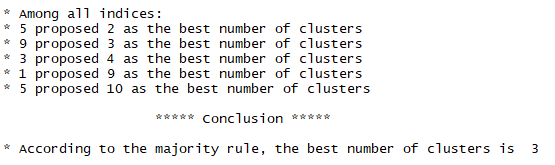 * Among all indices:
* 5 proposed 2 as the best number of clusters
* 9 proposed 3 as the best number of clusters
* 3 proposed 4 as the best number of clusters
* 1 proposed 9 as the best number of clusters
* 5 proposed 10 as the best number of clusters
***** Conclusion *****
* According to the majority rule, the best number of clusters is  3